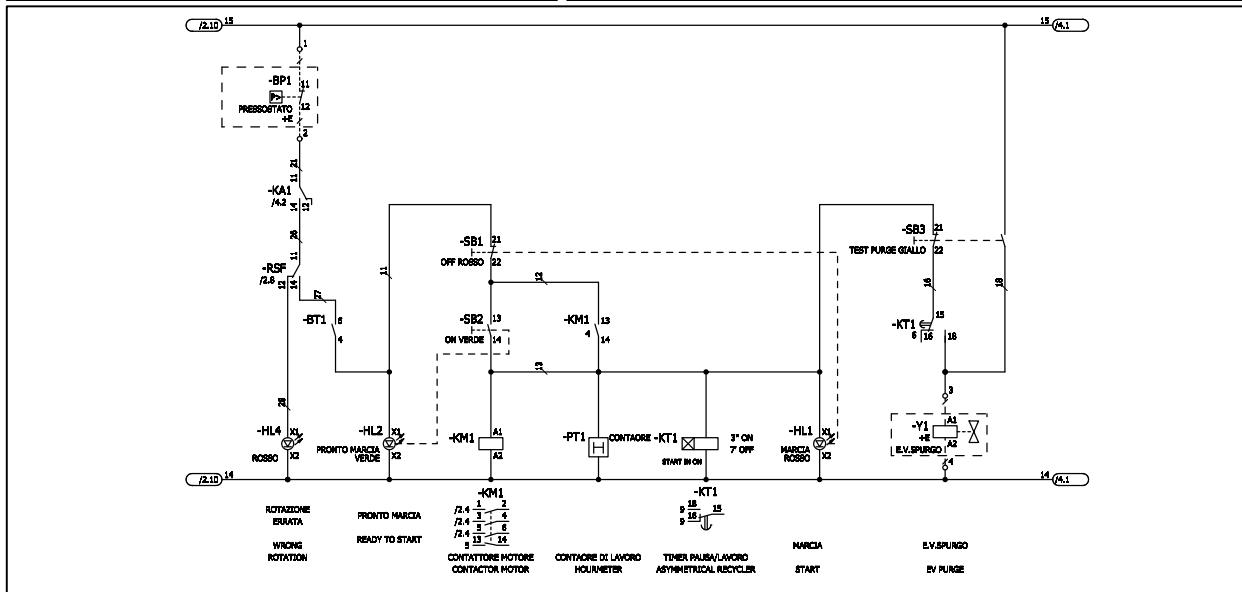 /2.10 15
15 /4.1
1
-BP1
11
P>
12
PRESSOSTATO
+E
2
21
11
-KA1
/4.2
14 12
26
11
-RSF
/2.8
12 14
27
-BT1
6
4
11
-SB1
21
OFF ROSSO
22
12
-SB2
13
ON VERDE
14
-KM1
13
4
14
13
-SB3
21
TEST PURGE GIALLO
22
16
18
-KT1
15
6 16 18
3
28
-HL4
X1
ROSSO
X2
-HL2
X1
PRONTO MARCIA
VERDE
X2
-KM1
A1
A2
-PT1
CONTAORE
-KT1
3" ON
7' OFF
START IN ON
-HL1
X1
MARCIA
ROSSO
X2
-Y1
A1
+E
A2
E.V.SPURGO
4
/2.10 14
14 /4.1
-KM1
/2.4 1 2
/2.4 3 4
/2.4 5 6
5 13 14
-KT1
9 18 15
9 16
ROTAZIONE
ERRATA
WRONG
ROTATION
PRONTO MARCIA
READY TO START
CONTATTORE MOTORE
CONTACTOR MOTOR
CONTAORE DI LAVORO
HOURMETER
TIMER PAUSA/LAVORO
ASYMMETRICAL RECYCLER
MARCIA
START
E.V.SPURGO
EV PURGE